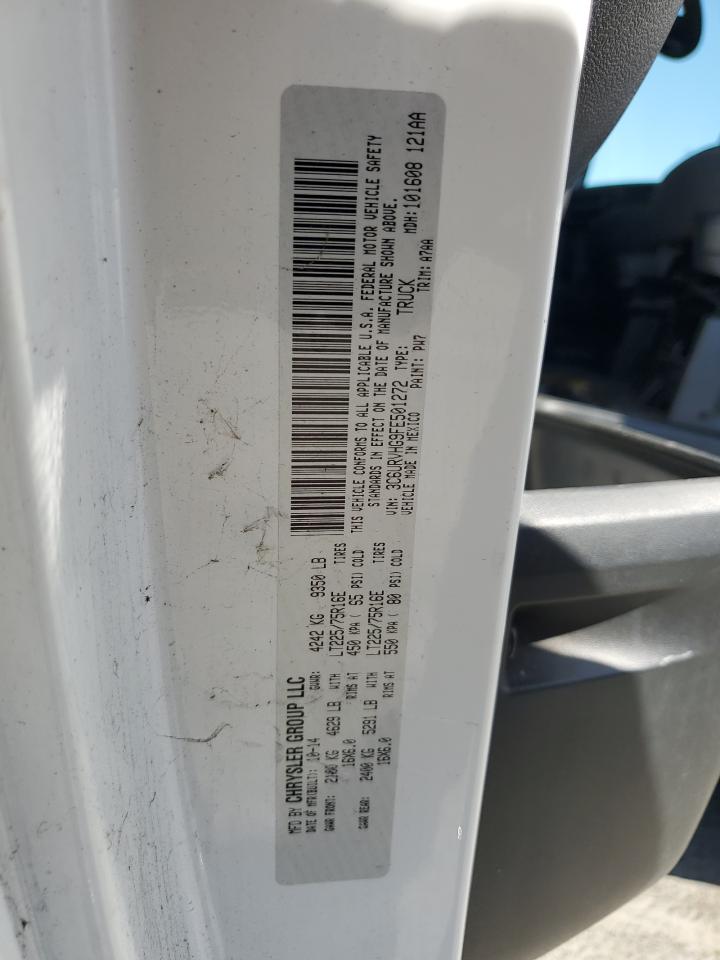 MFD BY CHRYSLER GROUP LLC
DATE OF MFR(BUILT): 10-14 GVWR: 4242 KG 9350 LB
GAWR FRONT: 2100 KG 4629 LB WITH LT225/75R16E TIRES
16X6.0 RIMS AT 450 KPA ( 65 PSI) COLD
GAWR REAR: 2400 KG 5291 LB WITH LT225/75R16E TIRES
16X6.0 RIMS AT 550 KPA ( 80 PSI) COLD
THIS VEHICLE CONFORMS TO ALL APPLICABLE U.S.A. FEDERAL MOTOR VEHICLE SAFETY
STANDARDS IN EFFECT ON THE DATE OF MANUFACTURE SHOWN ABOVE.
VIN: 3C6URVHG9FE501272 TYPE: TRUCK MDH: 101608 121AA
VEHICLE MADE IN MEXICO PAINT: PW7 TRIM: A7AA